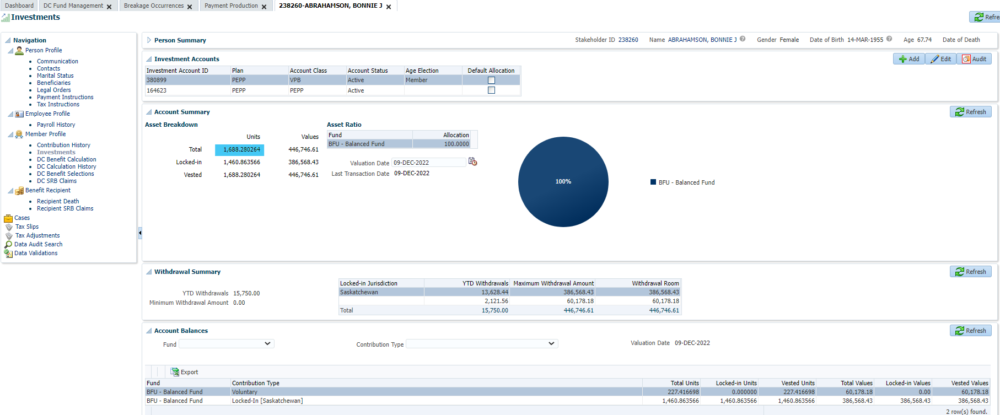 Dashboard DC Fund Management Breakage Occurrences Payment Production 238260-ABRAHAMSON, BONNIE J
Investments
Refre
Navigation
Person Profile
Communication
Contacts
Marital Status
Beneficiaries
Legal Orders
Payment Instructions
Tax Instructions
Employee Profile
Payroll History
Member Profile
Contribution History
Investments
DC Benefit Calculation
DC Calculation History
DC Benefit Selections
DC SRB Claims
Benefit Recipient
Recipient Death
Recipient SRB Claims
Cases
Tax Slips
Tax Adjustments
Data Audit Search
Data Validations
Person Summary Stakeholder ID 238260 Name ABRAHAMSON, BONNIE J Gender Female Date of Birth 14-MAR-1955 Age 67.74 Date of Death
Investment Accounts Add Edit Audit
Investment Account ID Plan Account Class Account Status Age Election Default Allocation
380899 PEPP VPB Active Member
164623 PEPP PEPP Active
Account Summary Refresh
Asset Breakdown
Units Values
Total 1,688.280264 446,746.61
Locked-in 1,460.863566 386,568.43
Vested 1,688.280264 446,746.61
Asset Ratio
Fund Allocation
BFU - Balanced Fund 100.0000
Valuation Date 09-DEC-2022
Last Transaction Date 09-DEC-2022
100%
BFU - Balanced Fund
Withdrawal Summary Refresh
YTD Withdrawals 15,750.00
Minimum Withdrawal Amount 0.00
Locked-in Jurisdiction YTD Withdrawals Maximum Withdrawal Amount Withdrawal Room
Saskatchewan 13,628.44 386,568.43 386,568.43
2,121.56 60,178.18 60,178.18
Total 15,750.00 446,746.61 446,746.61
Account Balances Refresh
Fund Contribution Type Valuation Date 09-DEC-2022
Export
Fund Contribution Type Total Units Locked-in Units Vested Units Total Values Locked-in Values Vested Values
BFU - Balanced Fund Voluntary 227.416698 0.000000 227.416698 60,178.18 0.00 60,178.18
BFU - Balanced Fund Locked-In [Saskatchewan] 1,460.863566 1,460.863566 1,460.863566 386,568.43 386,568.43 386,568.43
2 row(s) found.